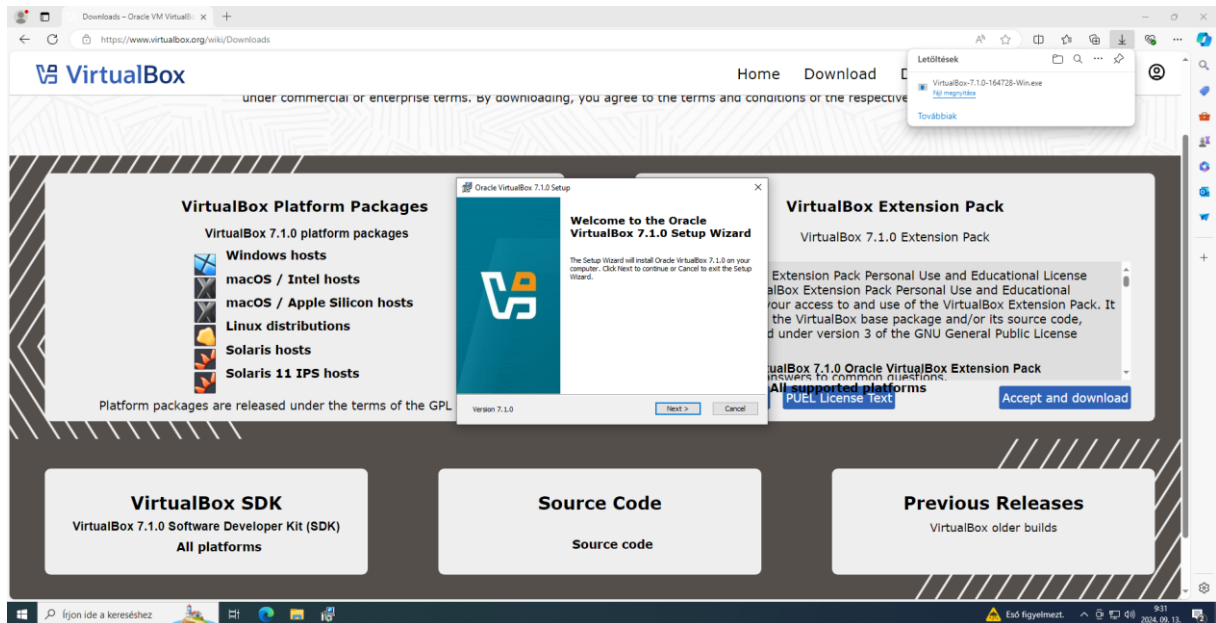 Downloads – Oracle VM VirtualB
https://www.virtualbox.org/wiki/Downloads
VirtualBox
Home Download
Letöltések
VirtualBox-7.1.0-164728-Win.exe
Fájl megnyitása
Továbbiak
under commercial or enterprise terms. By downloading, you agree to the terms and conditions of the respective
VirtualBox Platform Packages
VirtualBox 7.1.0 platform packages
Windows hosts
macOS / Intel hosts
macOS / Apple Silicon hosts
Linux distributions
Solaris hosts
Solaris 11 IPS hosts
Platform packages are released under the terms of the GPL
Oracle VirtualBox 7.1.0 Setup
Welcome to the Oracle
VirtualBox 7.1.0 Setup Wizard
The Setup Wizard will install Oracle VirtualBox 7.1.0 on your
computer. Click Next to continue or Cancel to exit the Setup
Wizard.
Version 7.1.0
Next >
Cancel
VirtualBox Extension Pack
VirtualBox 7.1.0 Extension Pack
Extension Pack Personal Use and Educational License
alBox Extension Pack Personal Use and Educational
your access to and use of the VirtualBox Extension Pack. It
the VirtualBox base package and/or its source code,
d under version 3 of the GNU General Public License
tualBox 7.1.0 Oracle VirtualBox Extension Pack
answers to common questions.
All supported platforms
PUEL License Text
Accept and download
VirtualBox SDK
VirtualBox 7.1.0 Software Developer Kit (SDK)
All platforms
Source Code
Source code
Previous Releases
VirtualBox older builds
Írjon ide a kereséshez
Eső figyelmezt.
9:31
2024. 09. 13.